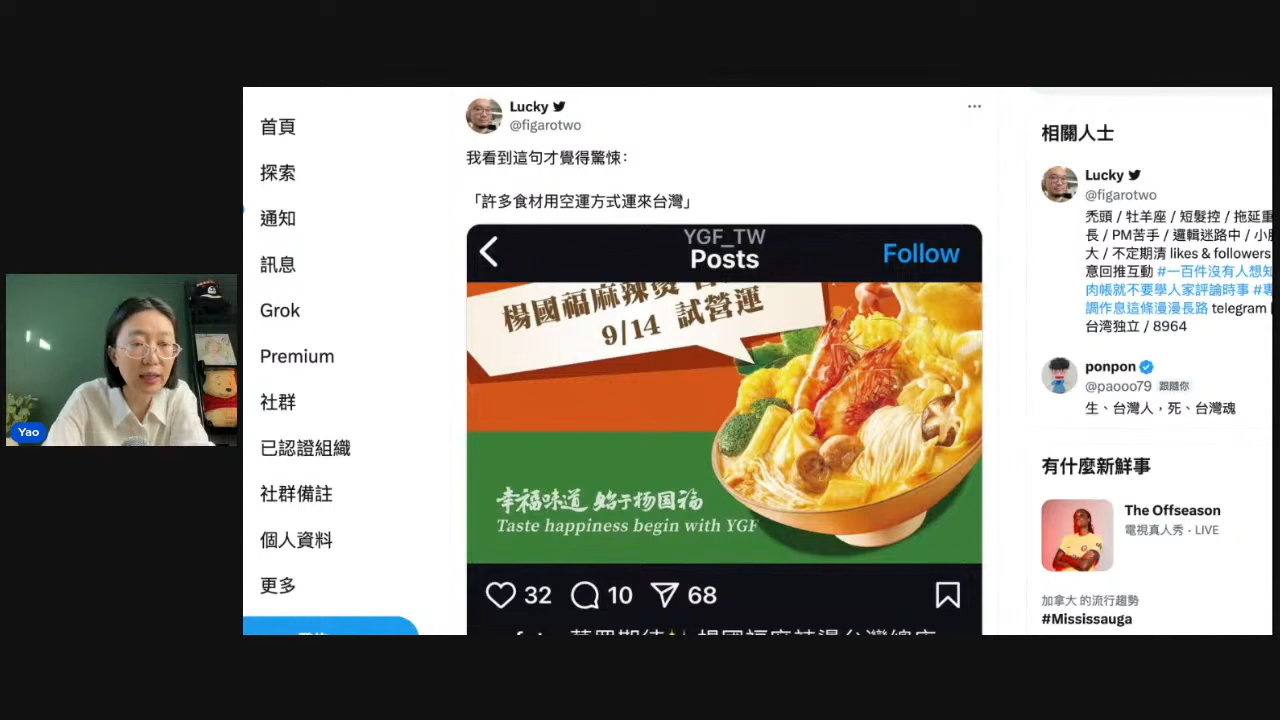 Yao
首頁
探索
通知
訊息
Grok
Premium
社群
已認證組織
社群備註
個人資料
更多
Lucky
@figarotwo
我看到這句才覺得驚悚：
「許多食材用空運方式運來台灣」
YGF_TW
Posts
Follow
楊國福麻辣燙
9/14 試營運
幸福味道 始于杨国福
Taste happiness begin with YGF
32
10
68
相關人士
Lucky
@figarotwo
禿頭 / 牡羊座 / 短髮控 / 拖延重
長 / PM苦手 / 邏輯迷路中 / 小
大 / 不定期清 likes & followers
意回推互動 #一百件沒有人想知
肉帳就不要學人家評論時事 #
調作息這條漫漫長路 telegram
台湾独立 / 8964
ponpon
@paooo79 跟隨你
生、台灣人，死、台灣魂
有什麼新鮮事
The Offseason
電視真人秀 · LIVE
加拿大 的流行趨勢
#Mississauga